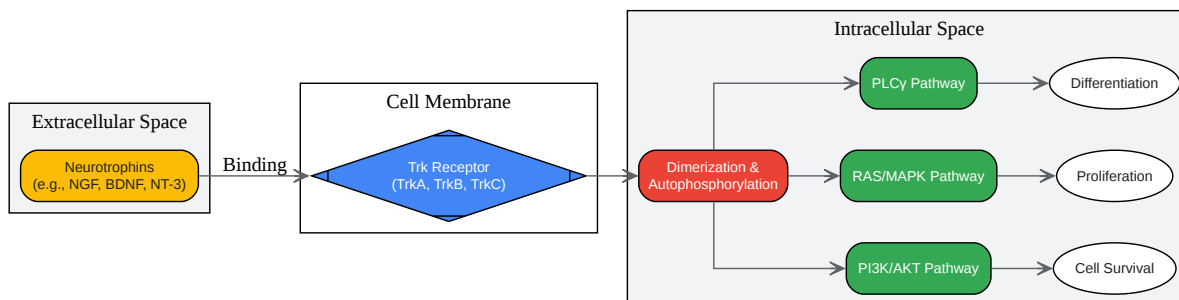 Extracellular Space
Neurotrophins
(e.g., NGF, BDNF, NT-3)
Binding
Cell Membrane
Trk Receptor
(TrkA, TrkB, TrkC)
Intracellular Space
Dimerization &
Autophosphorylation
PLCγ Pathway
Differentiation
RAS/MAPK Pathway
Proliferation
PI3K/AKT Pathway
Cell Survival